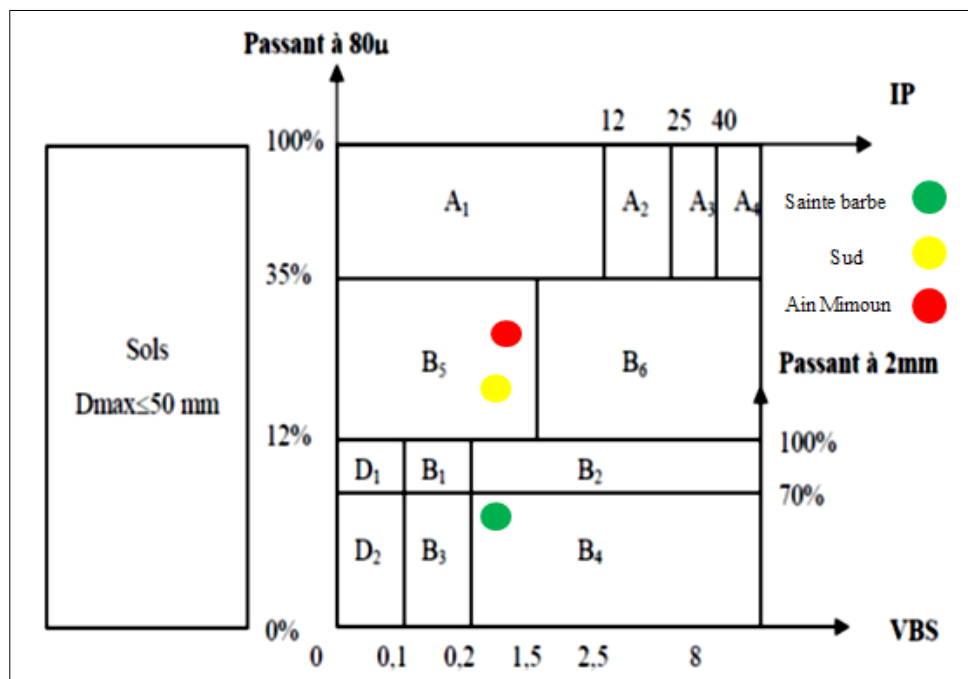 Passant à 80μ
IP
12 25 40
100%
A1 A2 A3 A4
Sainte barbe
Sud
35%
Ain Mimoun
Sols
Dmax≤50 mm
B5 B6
Passant à 2mm
12%
100%
D1 B1 B2
70%
D2 B3 B4
0%
VBS
0 0,1 0,2 1,5 2,5 8